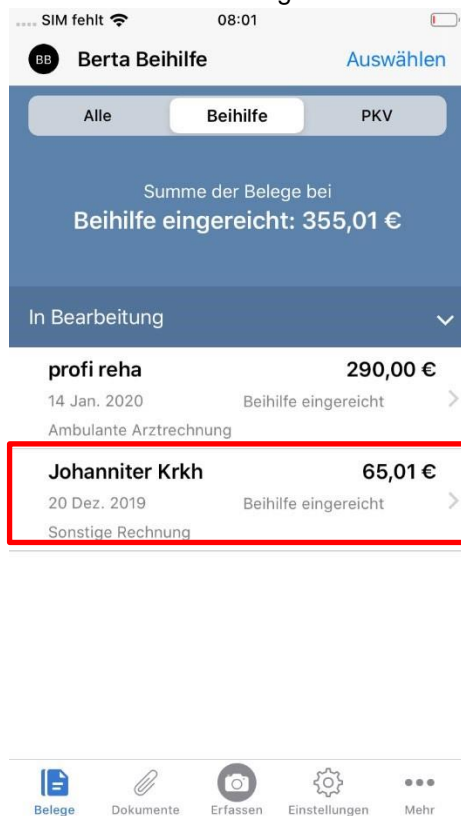 SIM fehlt 08:01
BB Berta Beihilfe Auswählen
Alle Beihilfe PKV
Summe der Belege bei
Beihilfe eingereicht: 355,01 €
In Bearbeitung
profi reha 290,00 €
14 Jan. 2020 Beihilfe eingereicht
Ambulante Arztrechnung
Johanniter Krkh 65,01 €
20 Dez. 2019 Beihilfe eingereicht
Sonstige Rechnung
Belege Dokumente Erfassen Einstellungen Mehr